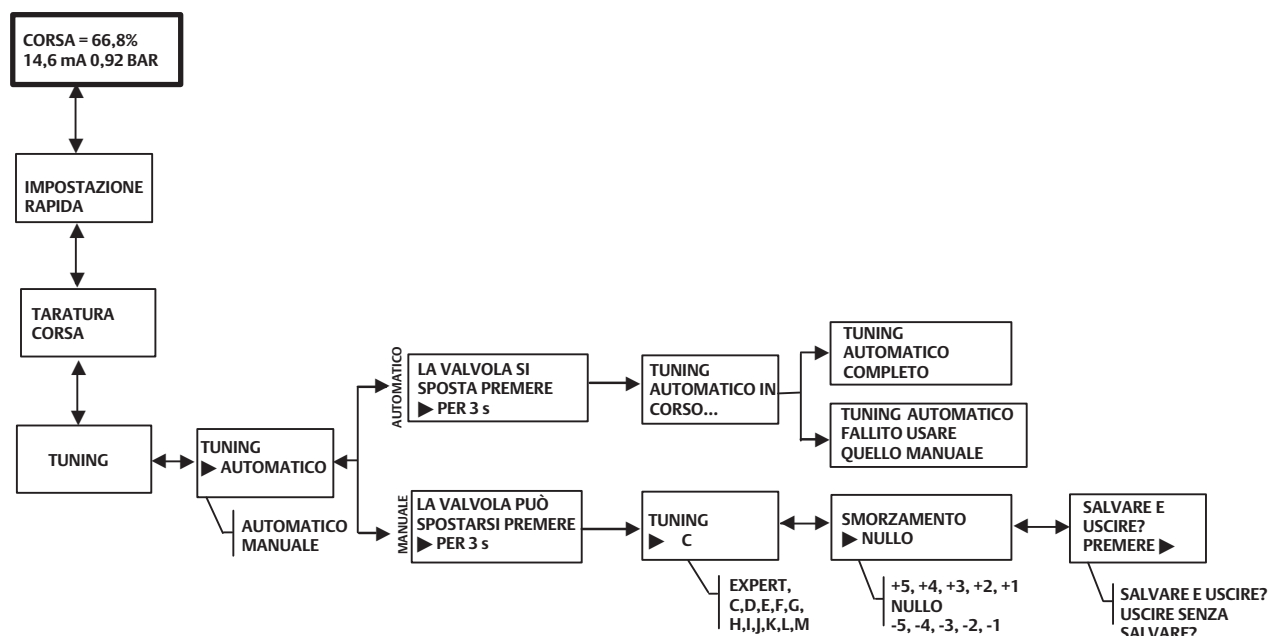 CORSA = 66,8%
14,6 mA 0,92 BAR
IMPOSTAZIONE
RAPIDA
TARATURA
CORSA
TUNING
TUNING
▶ AUTOMATICO
AUTOMATICO
MANUALE
AUTOMATICO
LA VALVOLA SI
SPOSTA PREMERE
▶ PER 3 s
TUNING
AUTOMATICO IN
CORSO...
TUNING
AUTOMATICO
COMPLETO
TUNING AUTOMATICO
FALLITO USARE
QUELLO MANUALE
MANUALE
LA VALVOLA PUÒ
SPOSTARSI PREMERE
▶ PER 3 s
TUNING
▶ C
EXPERT,
C,D,E,F,G,
H,I,J,K,L,M
SMORZAMENTO
▶ NULLO
+5, +4, +3, +2, +1
NULLO
-5, -4, -3, -2, -1
SALVARE E
USCIRE?
PREMERE ▶
SALVARE E USCIRE?
USCIRE SENZA
SALVARE?